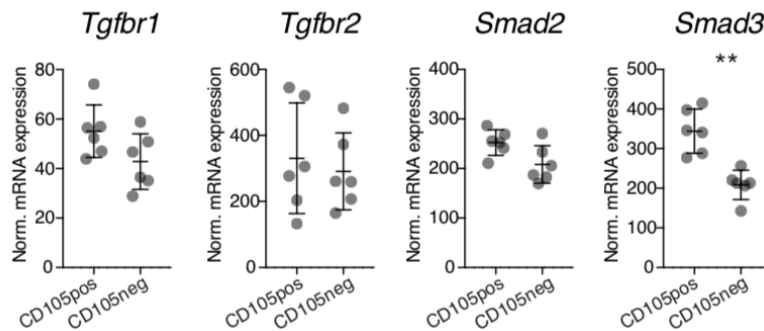 Tgfbr1
Tgfbr2
Smad2
Smad3
**
Norm. mRNA expression
80
60
40
20
0
CD105pos
CD105neg
Norm. mRNA expression
600
400
200
0
CD105pos
CD105neg
Norm. mRNA expression
400
300
200
100
0
CD105pos
CD105neg
Norm. mRNA expression
500
400
300
200
100
0
CD105pos
CD105neg